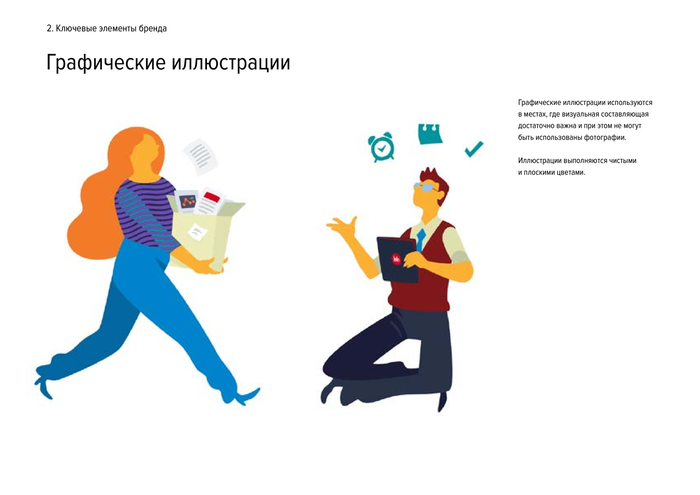 2. Ключевые элементы бренда
Графические иллюстрации
Графические иллюстрации используются
в местах, где визуальная составляющая
достаточно важна и при этом не могут
быть использованы фотографии.
Иллюстрации выполняются чистыми
и плоскими цветами.
hh